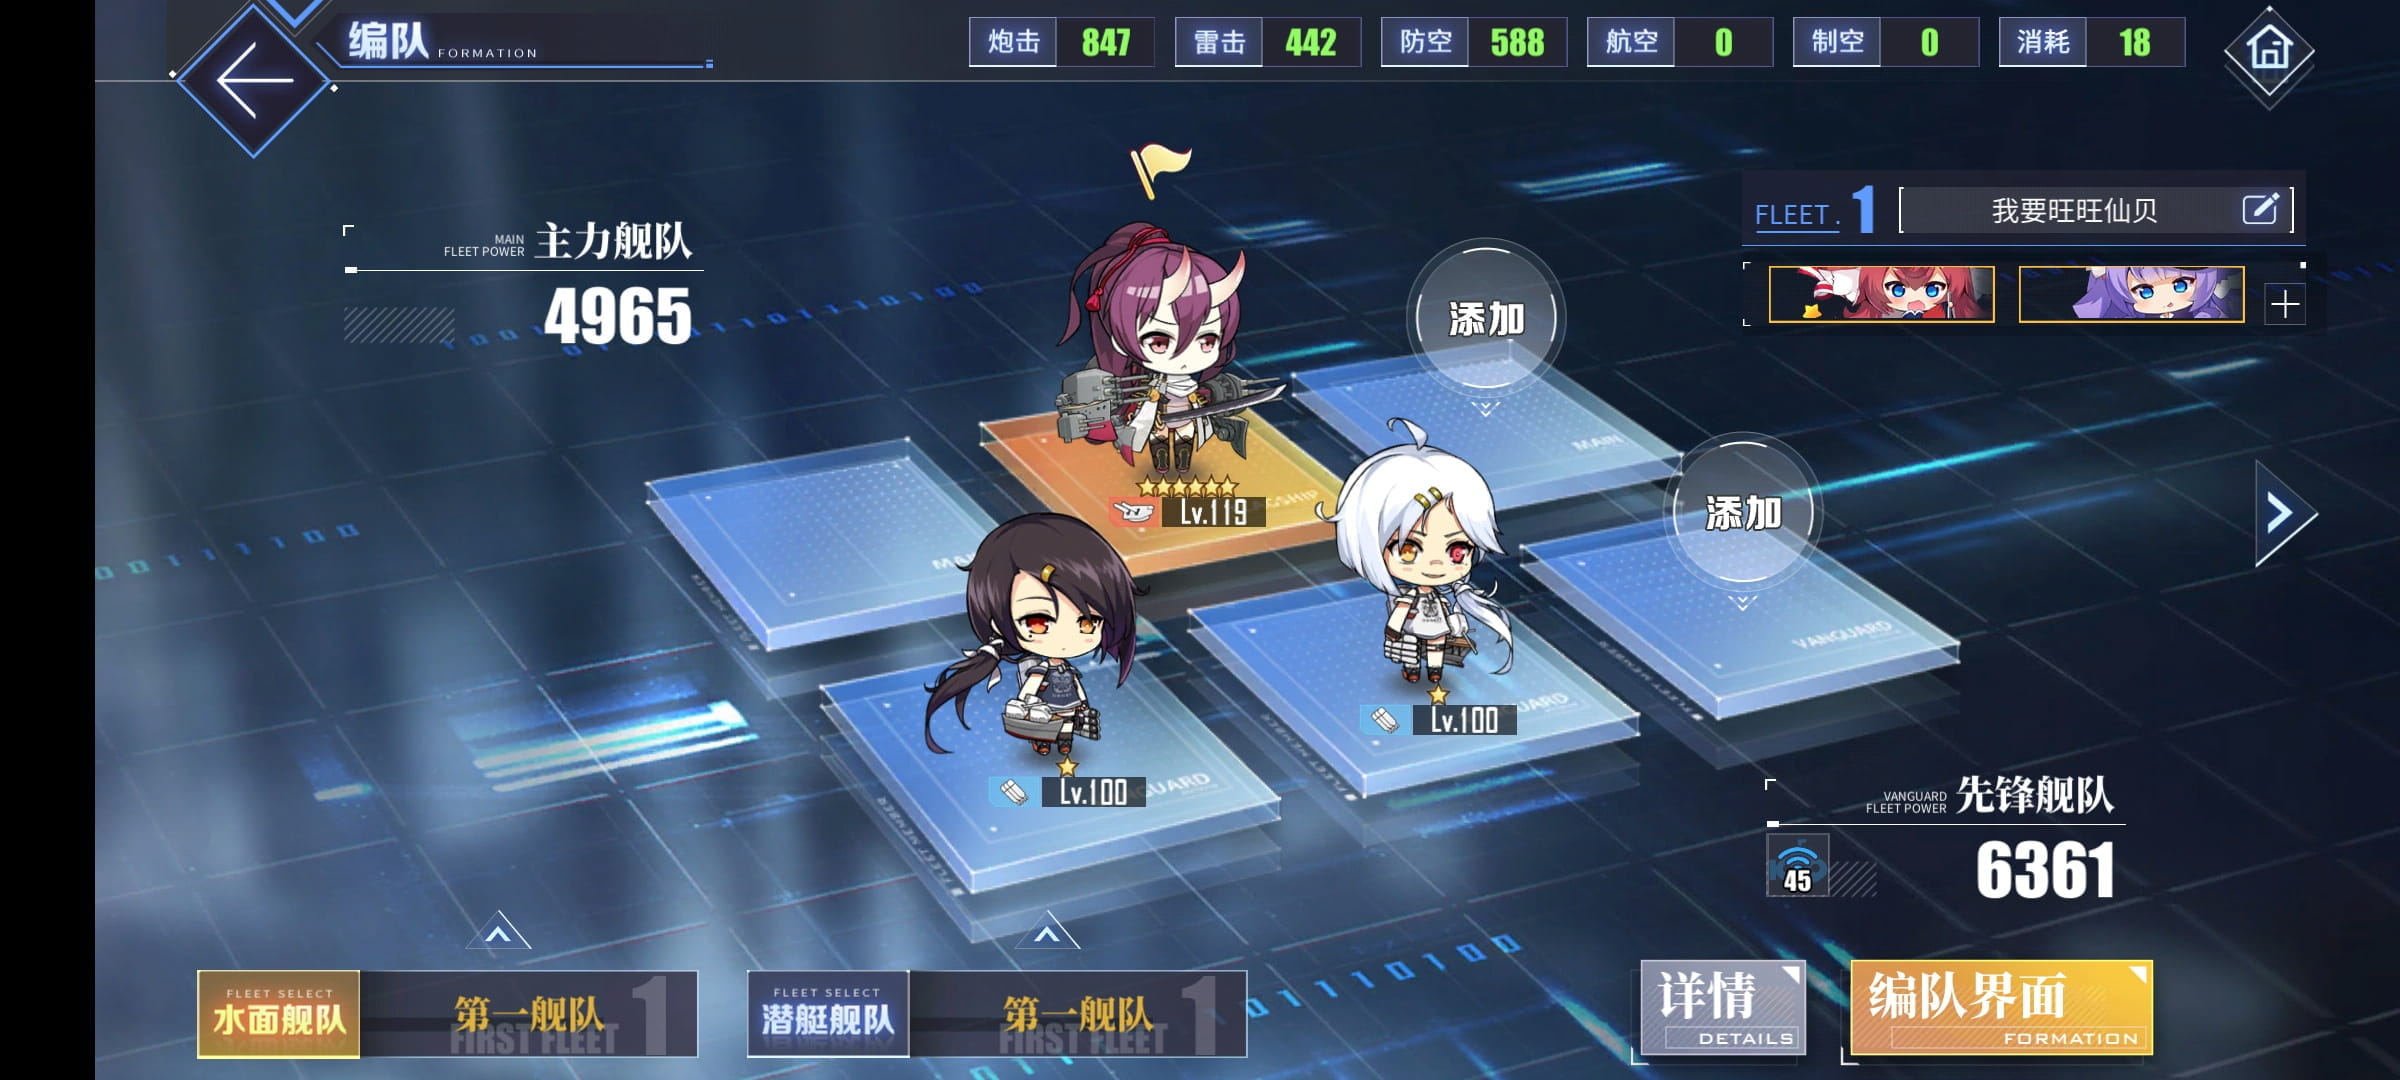 编队 FORMATION
炮击 847 雷击 442 防空 588 航空 0 制空 0 消耗 18
FLEET. 1 我要旺旺仙贝
MAIN
FLEET POWER 主力舰队
4965
添加
添加
MAIN
Lv.119
Lv.100
VANGUARD
Lv.100
VANGUARD
FLEET POWER 先锋舰队
45
6361
FLEET SELECT
水面舰队
第一舰队
FIRST FLEET 1
FLEET SELECT
潜艇舰队
第一舰队
FIRST FLEET 1
详情
DETAILS
编队界面
FORMATION